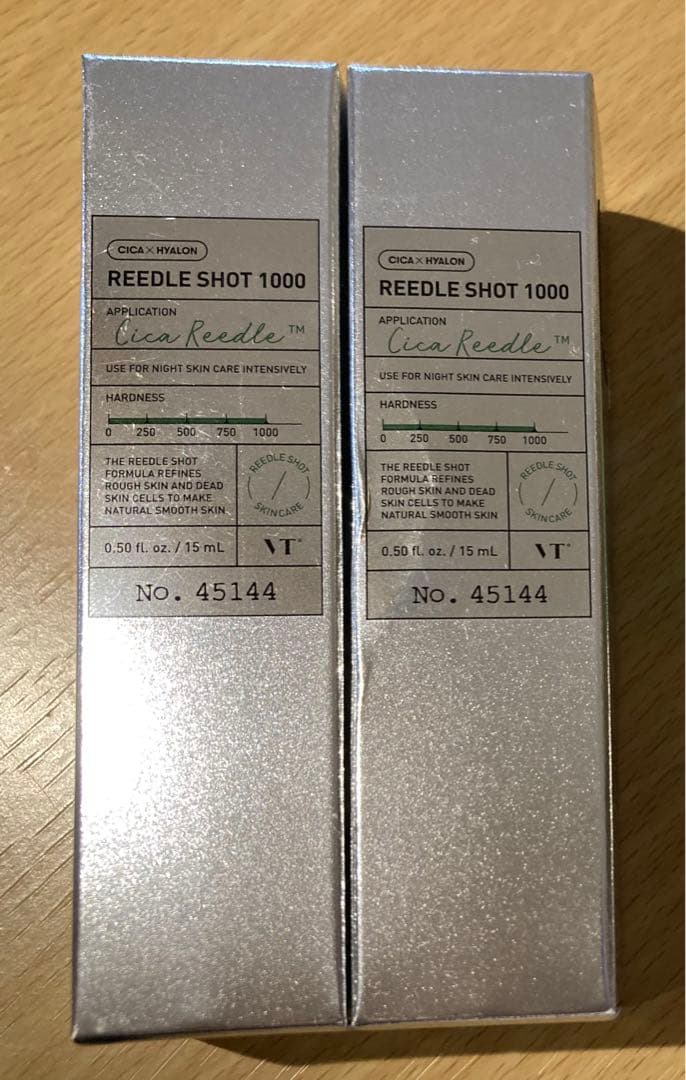 CICA × HYALON
REEDLE SHOT 1000
APPLICATION
Cica Reedle™
USE FOR NIGHT SKIN CARE INTENSIVELY
HARDNESS
0 250 500 750 1000
THE REEDLE SHOT
FORMULA REFINES
ROUGH SKIN AND DEAD
SKIN CELLS TO MAKE
NATURAL SMOOTH SKIN
REEDLE SHOT
SKINCARE
0.50 fl. oz. / 15 mL
VT
No. 45144
CICA × HYALON
REEDLE SHOT 1000
APPLICATION
Cica Reedle™
USE FOR NIGHT SKIN CARE INTENSIVELY
HARDNESS
0 250 500 750 1000
THE REEDLE SHOT
FORMULA REFINES
ROUGH SKIN AND DEAD
SKIN CELLS TO MAKE
NATURAL SMOOTH SKIN
REEDLE SHOT
SKINCARE
0.50 fl. oz. / 15 mL
VT
No. 45144